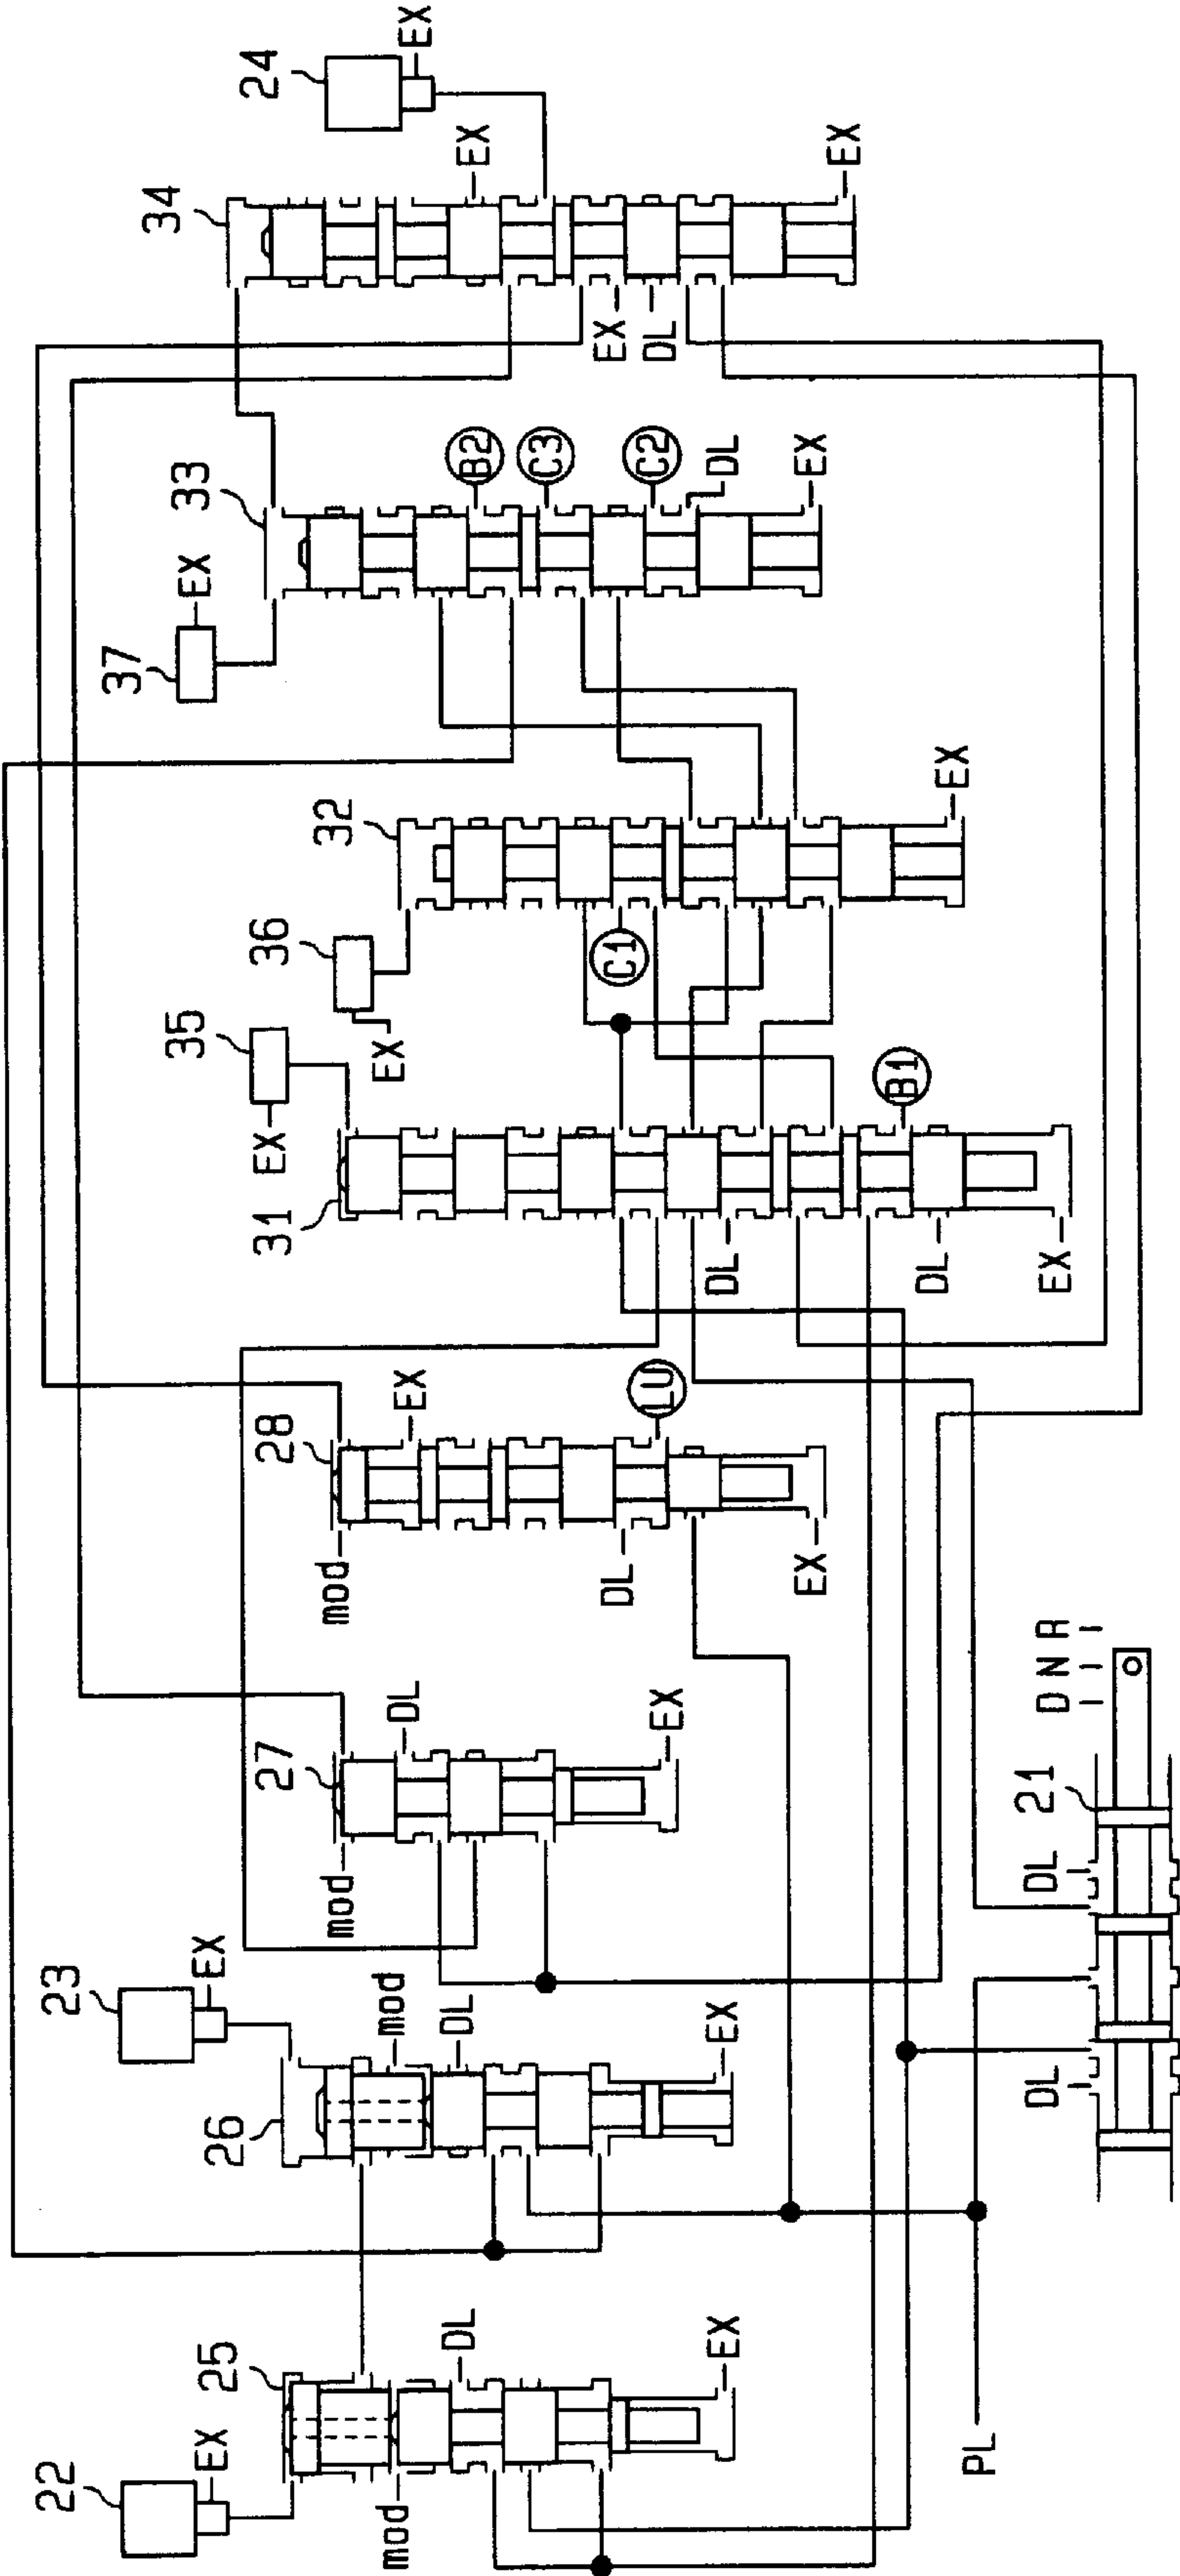 24
EX
34
EX
EX
EX
DL
33
37
EX
B2
C3
C2
DL
EX
32
36
EX
C1
EX
35
EX
31
B1
DL
DL
EX
28
EX
LU
mod
DL
EX
27
DL
mod
EX
D N R
21
DL
DL
23
EX
26
mod
DL
EX
25
22
EX
mod
DL
EX
PL